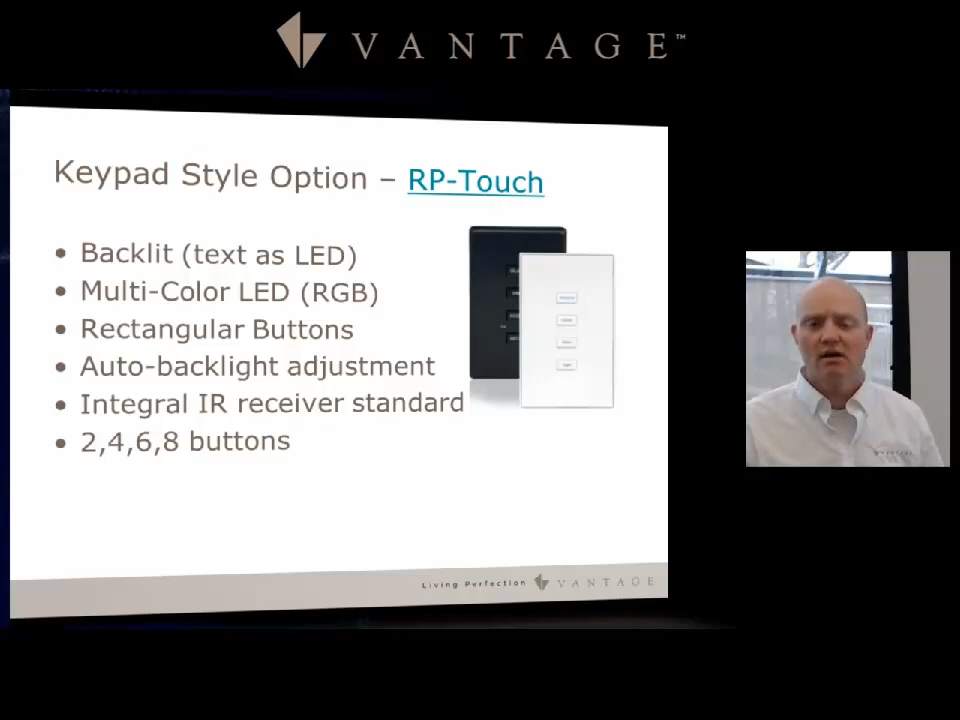 VANTAGE™
Keypad Style Option – RP-Touch
• Backlit (text as LED)
• Multi-Color LED (RGB)
• Rectangular Buttons
• Auto-backlight adjustment
• Integral IR receiver standard
• 2,4,6,8 buttons
Living Perfection VANTAGE